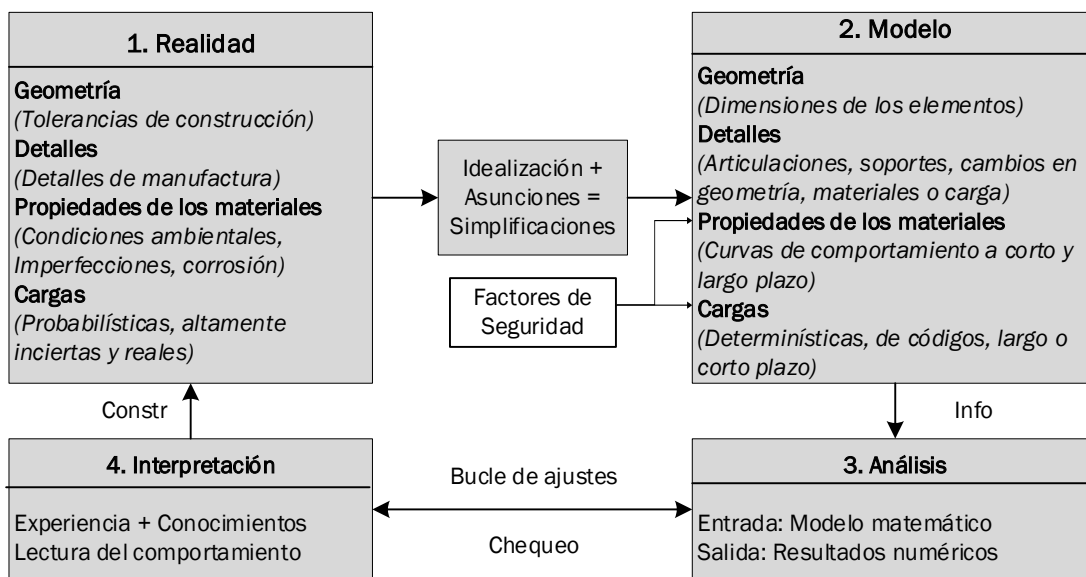 1. Realidad
Geometría
(Tolerancias de construcción)
Detalles
(Detalles de manufactura)
Propiedades de los materiales
(Condiciones ambientales,
Imperfecciones, corrosión)
Cargas
(Probabilísticas, altamente
inciertas y reales)
Idealización +
Asunciones =
Simplificaciones
Factores de
Seguridad
2. Modelo
Geometría
(Dimensiones de los elementos)
Detalles
(Articulaciones, soportes, cambios en
geometría, materiales o carga)
Propiedades de los materiales
(Curvas de comportamiento a corto y
largo plazo)
Cargas
(Determinísticas, de códigos, largo o
corto plazo)
Constr
Info
4. Interpretación
Experiencia + Conocimientos
Lectura del comportamiento
Bucle de ajustes
Chequeo
3. Análisis
Entrada: Modelo matemático
Salida: Resultados numéricos